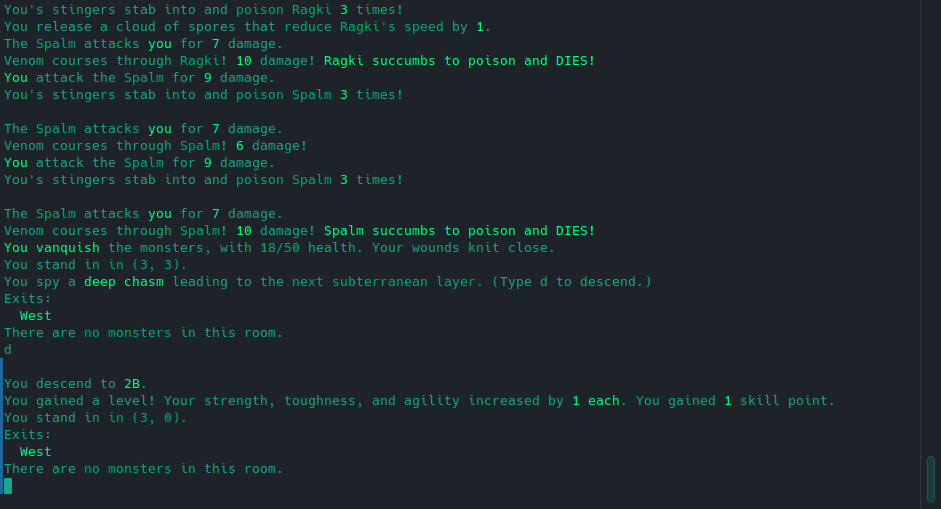 You's stingers stab into and poison Ragki 3 times!
You release a cloud of spores that reduce Ragki's speed by 1.
The Spalm attacks you for 7 damage.
Venom courses through Ragki! 10 damage! Ragki succumbs to poison and DIES!
You attack the Spalm for 9 damage.
You's stingers stab into and poison Spalm 3 times!
The Spalm attacks you for 7 damage.
Venom courses through Spalm! 6 damage!
You attack the Spalm for 9 damage.
You's stingers stab into and poison Spalm 3 times!
The Spalm attacks you for 7 damage.
Venom courses through Spalm! 10 damage! Spalm succumbs to poison and DIES!
You vanquish the monsters, with 18/50 health. Your wounds knit close.
You stand in in (3, 3).
You spy a deep chasm leading to the next subterranean layer. (Type d to descend.)
Exits:
West
There are no monsters in this room.
d
You descend to 2B.
You gained a level! Your strength, toughness, and agility increased by 1 each. You gained 1 skill point.
You stand in in (3, 0).
Exits:
West
There are no monsters in this room.